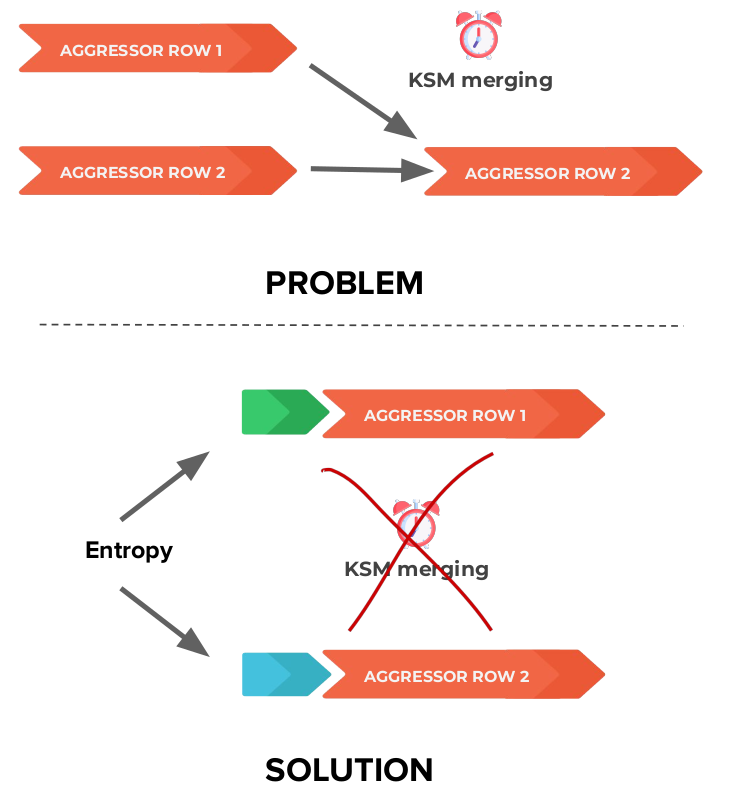 AGGRESSOR ROW 1
KSM merging
AGGRESSOR ROW 2
AGGRESSOR ROW 2
PROBLEM
AGGRESSOR ROW 1
Entropy
KSM merging
AGGRESSOR ROW 2
SOLUTION